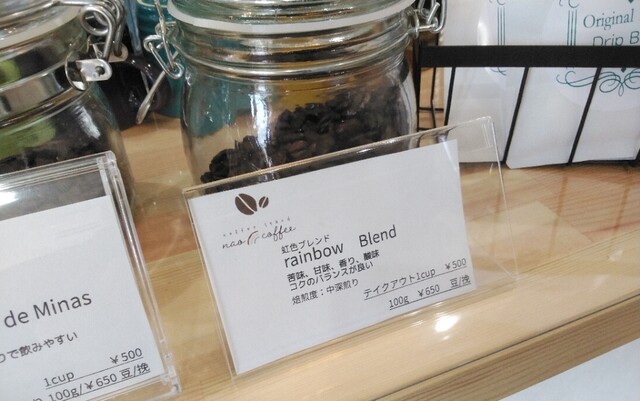 Original
Drip B
nao coffee
虹色ブレンド
rainbow Blend
苦味、甘味、香り、酸味
コクのバランスが良い
焙煎度：中深煎り
テイクアウト1cup ￥500
100g ￥650 豆/挽
de Minas
で飲みやすい
1cup ￥500
100g/￥650 豆/挽